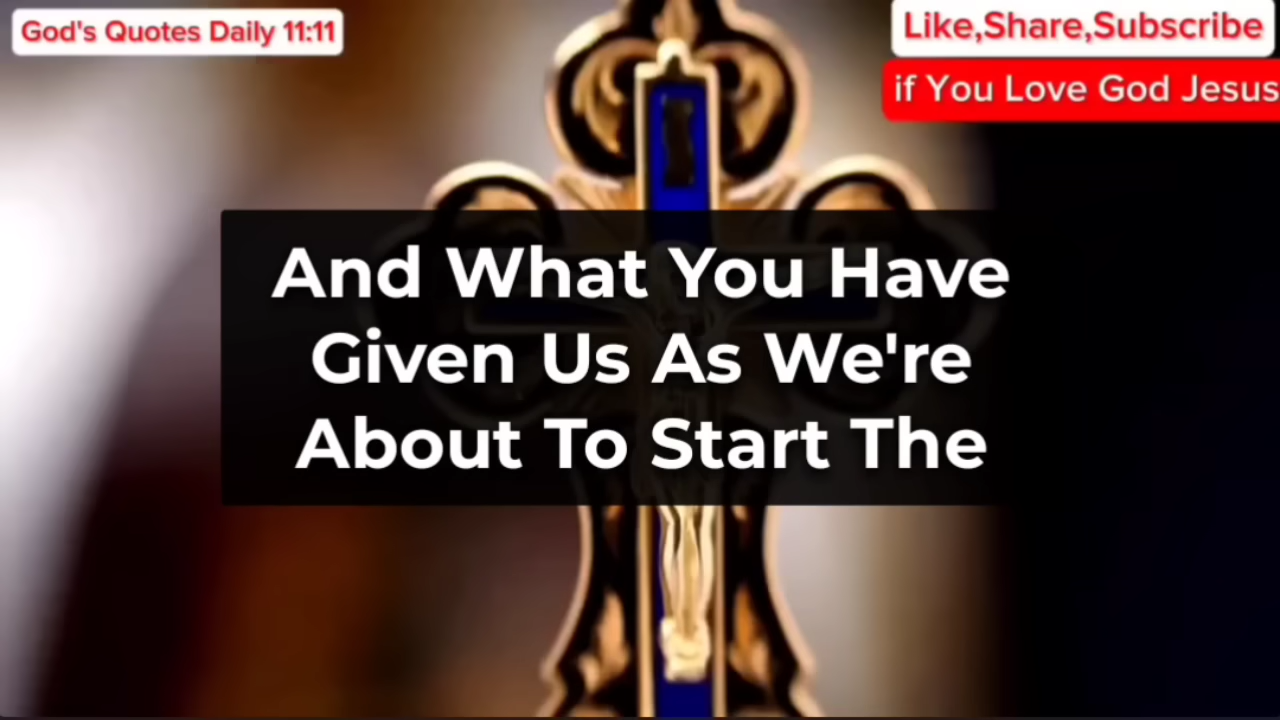 God's Quotes Daily 11:11
Like,Share,Subscribe
if You Love God Jesus
And What You Have
Given Us As We're
About To Start The